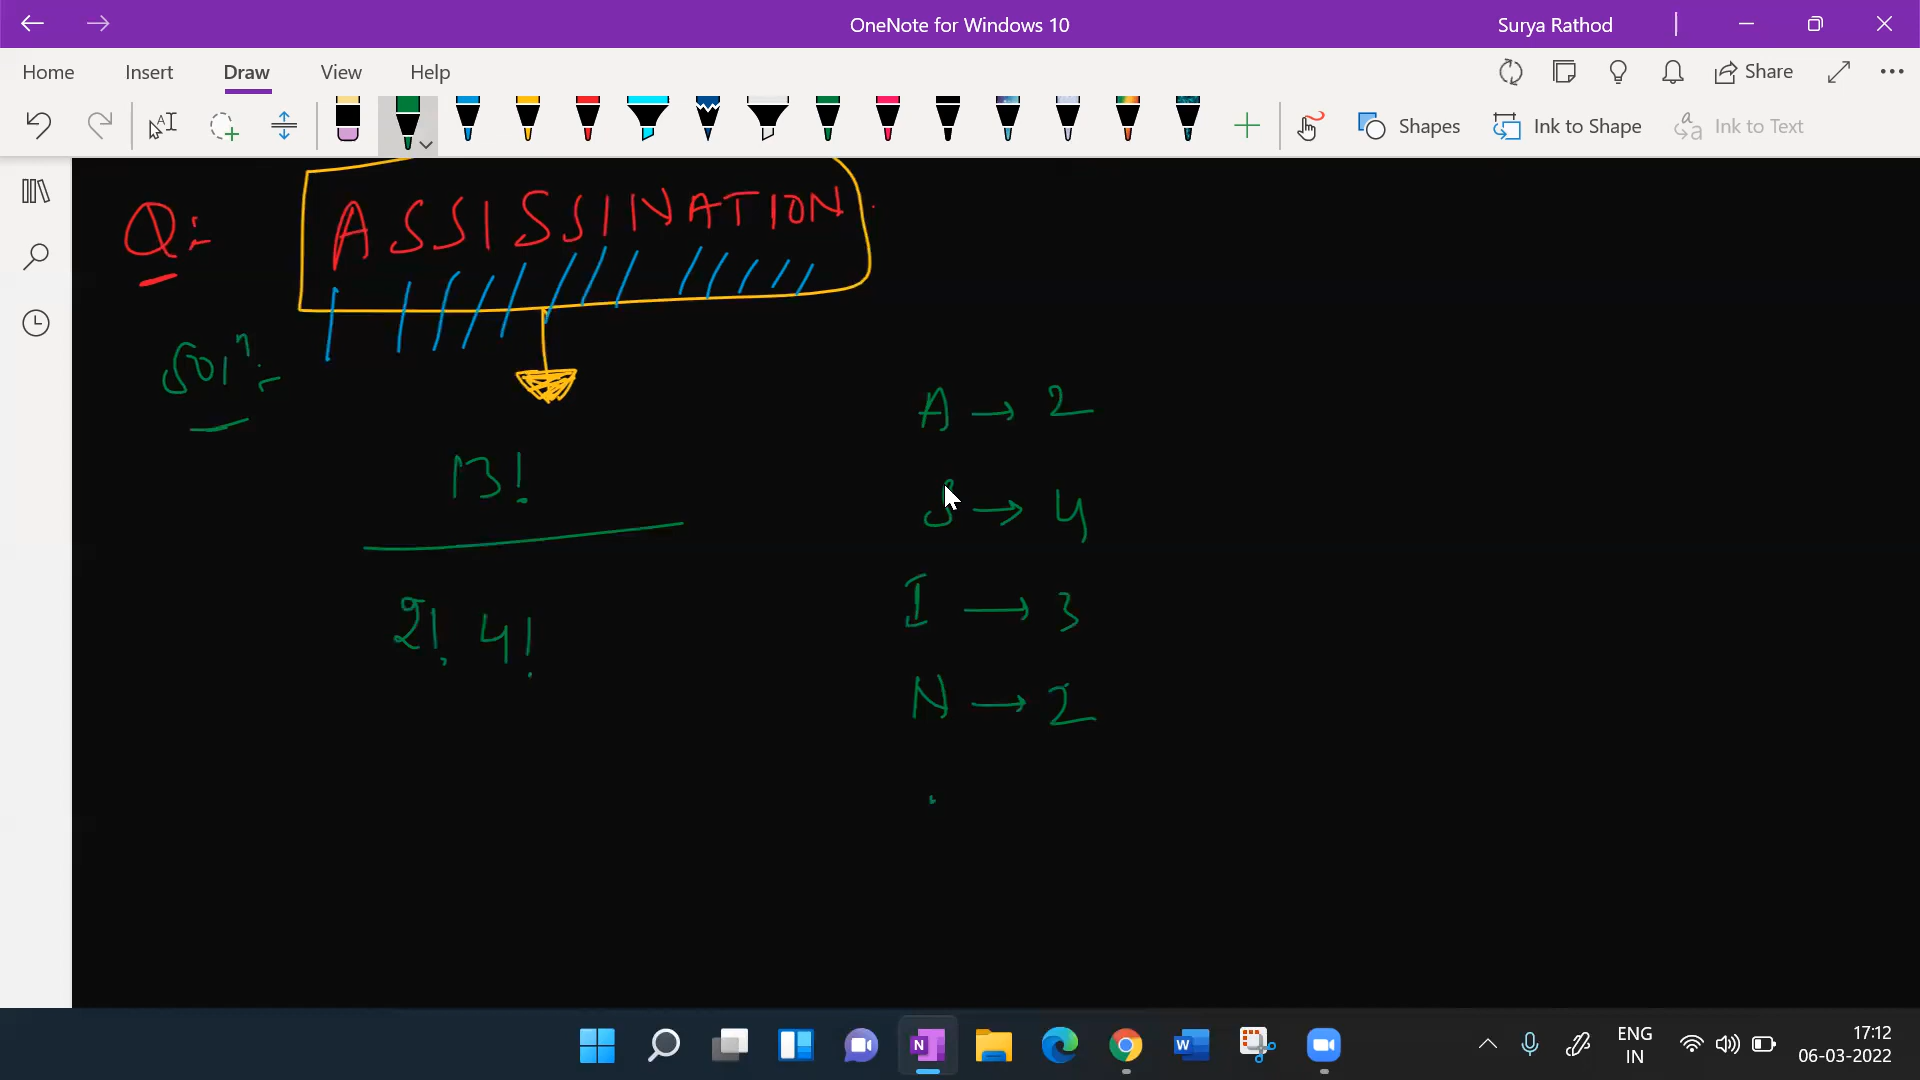 OneNote for Windows 10
Surya Rathod
Home Insert Draw View Help
Share
Shapes Ink to Shape Ink to Text
Q:-
ASSISSINATION
Solⁿ:-
A → 2
13!
S → 4
I → 3
2! 4!
N → 2
ENG
IN
17:12
06-03-2022